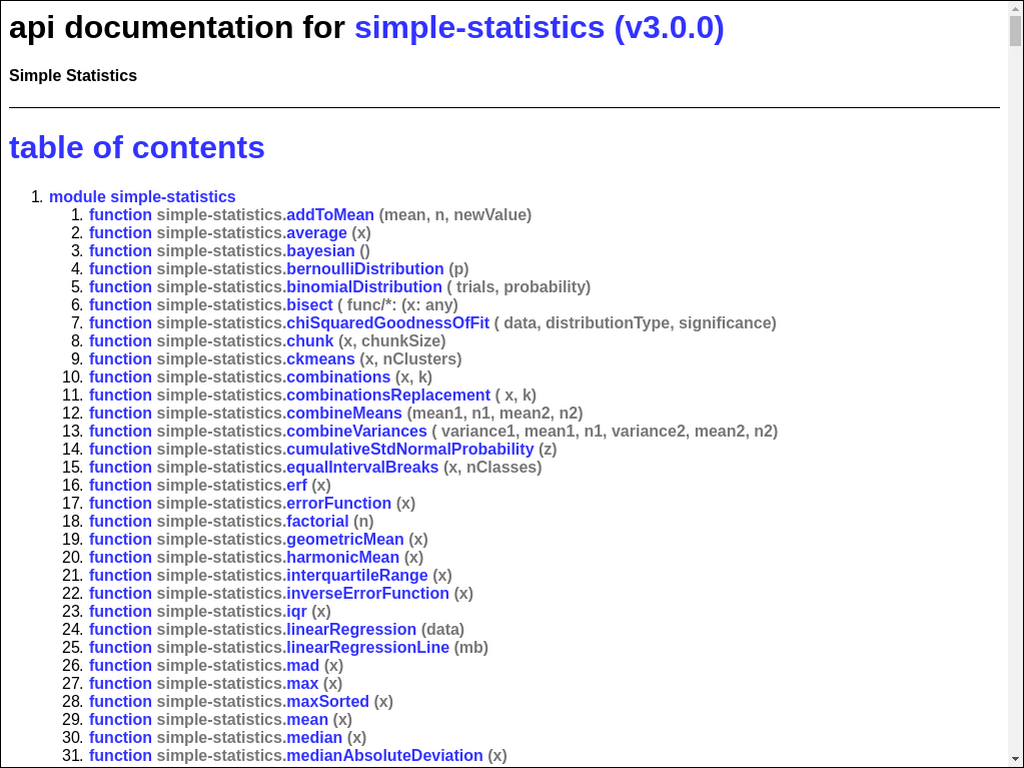 api documentation for simple-statistics (v3.0.0)
Simple Statistics
table of contents
1. module simple-statistics
1. function simple-statistics.addToMean (mean, n, newValue)
2. function simple-statistics.average (x)
3. function simple-statistics.bayesian ()
4. function simple-statistics.bernoulliDistribution (p)
5. function simple-statistics.binomialDistribution ( trials, probability)
6. function simple-statistics.bisect ( func/*: (x: any)
7. function simple-statistics.chiSquaredGoodnessOfFit ( data, distributionType, significance)
8. function simple-statistics.chunk (x, chunkSize)
9. function simple-statistics.ckmeans (x, nClusters)
10. function simple-statistics.combinations (x, k)
11. function simple-statistics.combinationsReplacement ( x, k)
12. function simple-statistics.combineMeans (mean1, n1, mean2, n2)
13. function simple-statistics.combineVariances ( variance1, mean1, n1, variance2, mean2, n2)
14. function simple-statistics.cumulativeStdNormalProbability (z)
15. function simple-statistics.equalIntervalBreaks (x, nClasses)
16. function simple-statistics.erf (x)
17. function simple-statistics.errorFunction (x)
18. function simple-statistics.factorial (n)
19. function simple-statistics.geometricMean (x)
20. function simple-statistics.harmonicMean (x)
21. function simple-statistics.interquartileRange (x)
22. function simple-statistics.inverseErrorFunction (x)
23. function simple-statistics.iqr (x)
24. function simple-statistics.linearRegression (data)
25. function simple-statistics.linearRegressionLine (mb)
26. function simple-statistics.mad (x)
27. function simple-statistics.max (x)
28. function simple-statistics.maxSorted (x)
29. function simple-statistics.mean (x)
30. function simple-statistics.median (x)
31. function simple-statistics.medianAbsoluteDeviation (x)